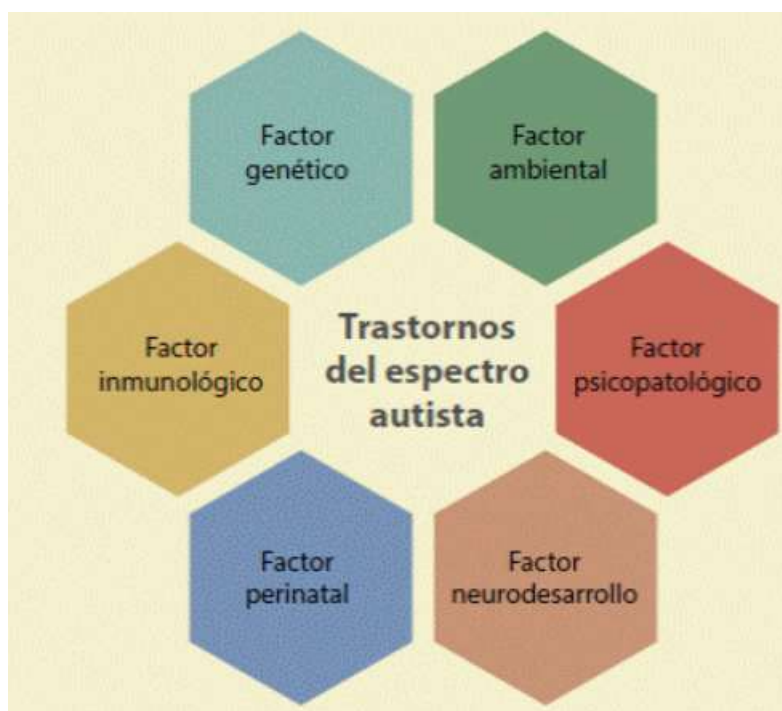 Factor
genético
Factor
ambiental
Factor
inmunológico
Trastornos
del espectro
autista
Factor
psicopatológico
Factor
perinatal
Factor
neurodesarrollo